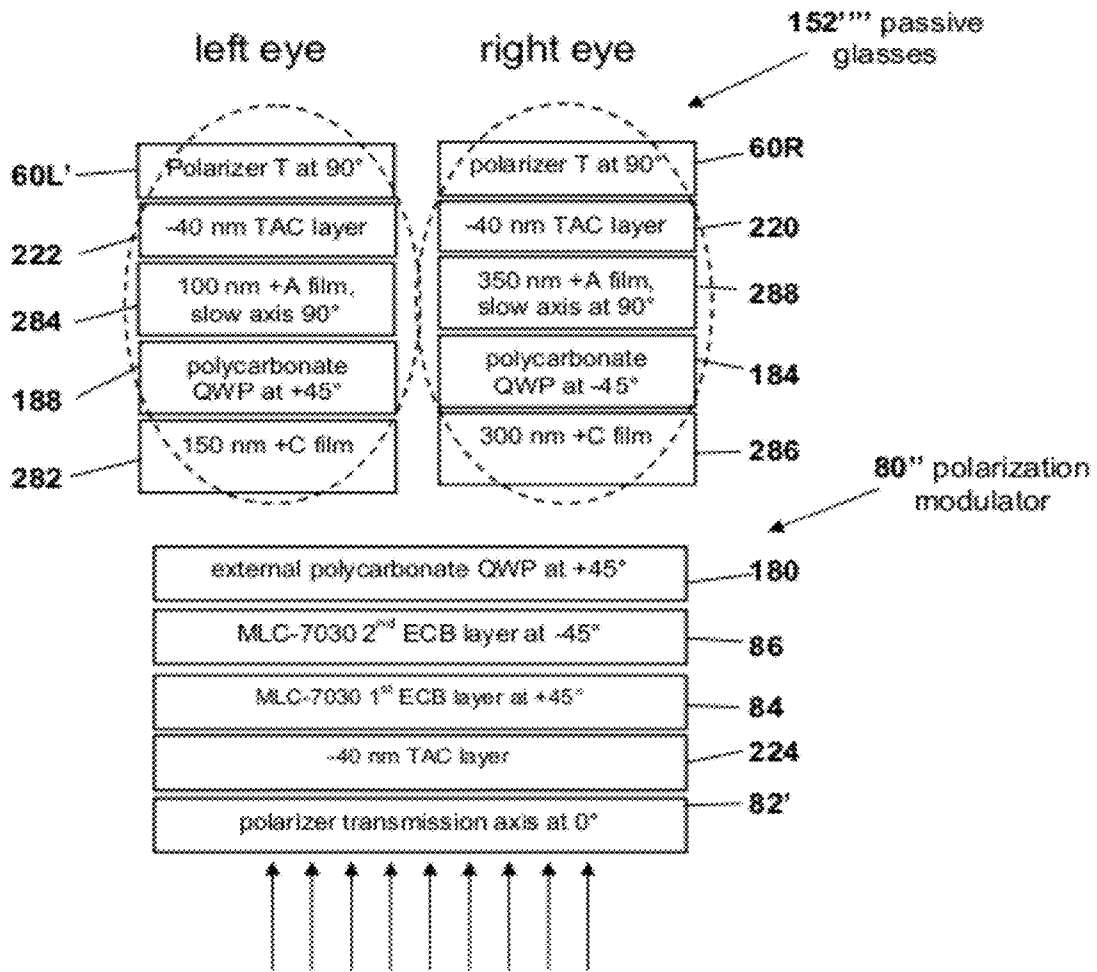 left eye
right eye
152''''' passive
glasses
60L'
Polarizer T at 90°
polarizer T at 90°
60R
222
-40 nm TAC layer
-40 nm TAC layer
220
284
100 nm +A film,
slow axis 90°
350 nm +A film,
slow axis at 90°
288
188
polycarbonate
QWP at +45°
polycarbonate
QWP at -45°
184
282
150 nm +C film
300 nm +C film
286
80" polarization
modulator
external polycarbonate QWP at +45°
180
MLC-7030 2nd ECB layer at -45°
86
MLC-7030 1st ECB layer at +45°
84
-40 nm TAC layer
224
polarizer transmission axis at 0°
82'